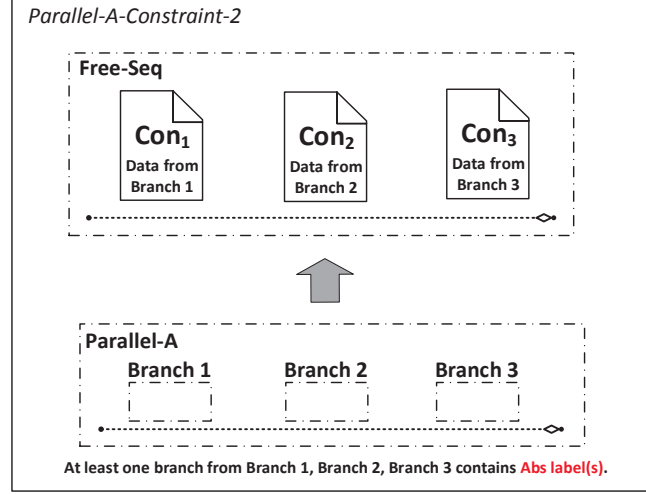 Parallel-A-Constraint-2
Free-Seq
Con₁
Data from
Branch 1
Con₂
Data from
Branch 2
Con₃
Data from
Branch 3
Parallel-A
Branch 1 Branch 2 Branch 3
At least one branch from Branch 1, Branch 2, Branch 3 contains Abs label(s).